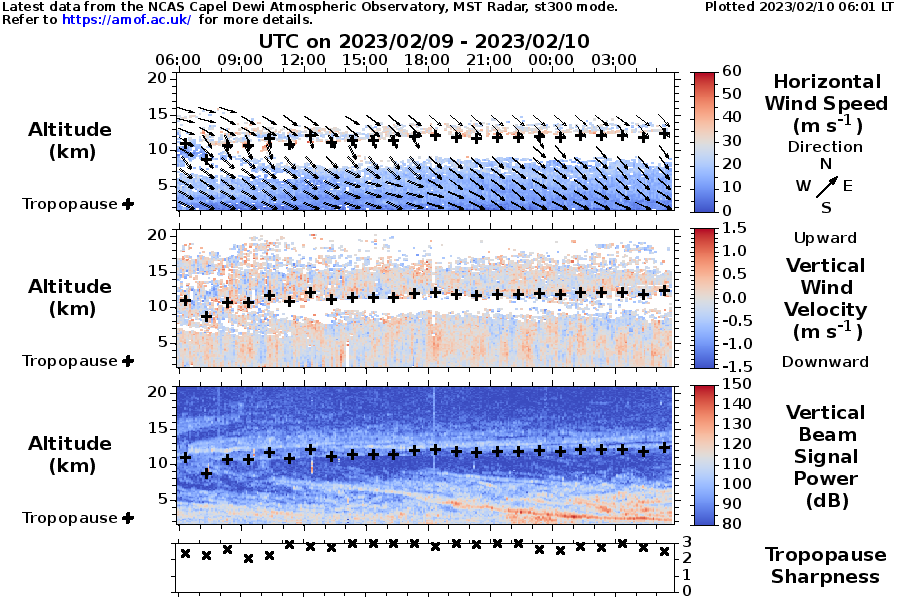 Latest data from the NCAS Capel Dewi Atmospheric Observatory, MST Radar, st300 mode.
Plotted 2023/02/10 06:01 LT
Refer to https://amof.ac.uk/ for more details.
UTC on 2023/02/09 - 2023/02/10
06:00 09:00 12:00 15:00 18:00 21:00 00:00 03:00
20
15
10
5
Altitude
(km)
Tropopause
60
50
40
30
20
10
0
Horizontal
Wind Speed
(m s-1)
Direction
N
W E
S
20
15
10
5
Altitude
(km)
Tropopause
1.5
1.0
0.5
0.0
-0.5
-1.0
-1.5
Upward
Vertical
Wind
Velocity
(m s-1)
Downward
20
15
10
5
Altitude
(km)
Tropopause
150
140
130
120
110
100
90
80
Vertical
Beam
Signal
Power
(dB)
3
2
1
0
Tropopause
Sharpness